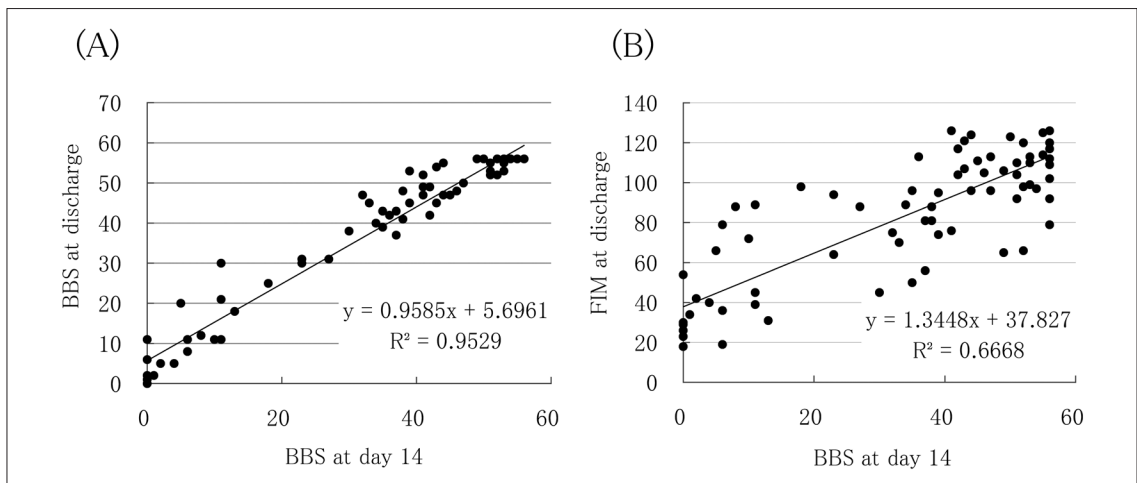 (A)
BBS at discharge
70
60
50
40
30
20
10
0
y = 0.9585x + 5.6961
R² = 0.9529
0 20 40 60
BBS at day 14
(B)
FIM at discharge
140
120
100
80
60
40
20
0
y = 1.3448x + 37.827
R² = 0.6668
0 20 40 60
BBS at day 14